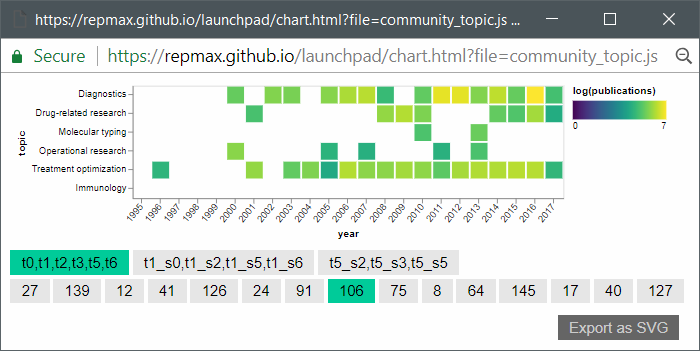 https://repmax.github.io/launchpad/chart.html?file=community_topic.js ...
Secure https://repmax.github.io/launchpad/chart.html?file=community_topic.js
Diagnostics
Drug-related research
Molecular typing
Operational research
Treatment optimization
Immunology
topic
1995 1996 1997 1998 1999 2000 2001 2002 2003 2004 2005 2006 2007 2008 2009 2010 2011 2012 2013 2014 2015 2016 2017
year
log(publications)
0 7
t0,t1,t2,t3,t5,t6 t1_s0,t1_s2,t1_s5,t1_s6 t5_s2,t5_s3,t5_s5
27 139 12 41 126 24 91 106 75 8 64 145 17 40 127
Export as SVG